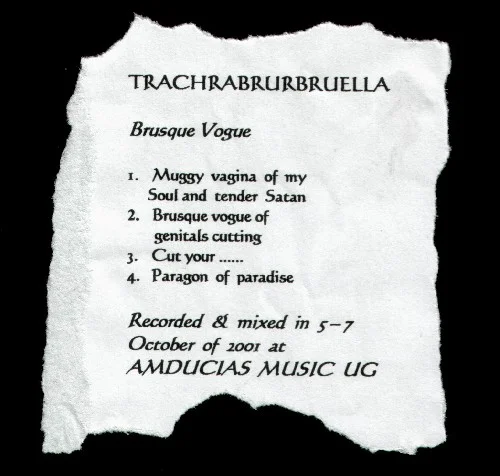 TRACHRABRURBRUELLA
Brusque Vogue
1. Muggy vagina of my
Soul and tender Satan
2. Brusque vogue of
genitals cutting
3. Cut your ......
4. Paragon of paradise
Recorded & mixed in 5-7
October of 2001 at
AMDUCIAS MUSIC UG